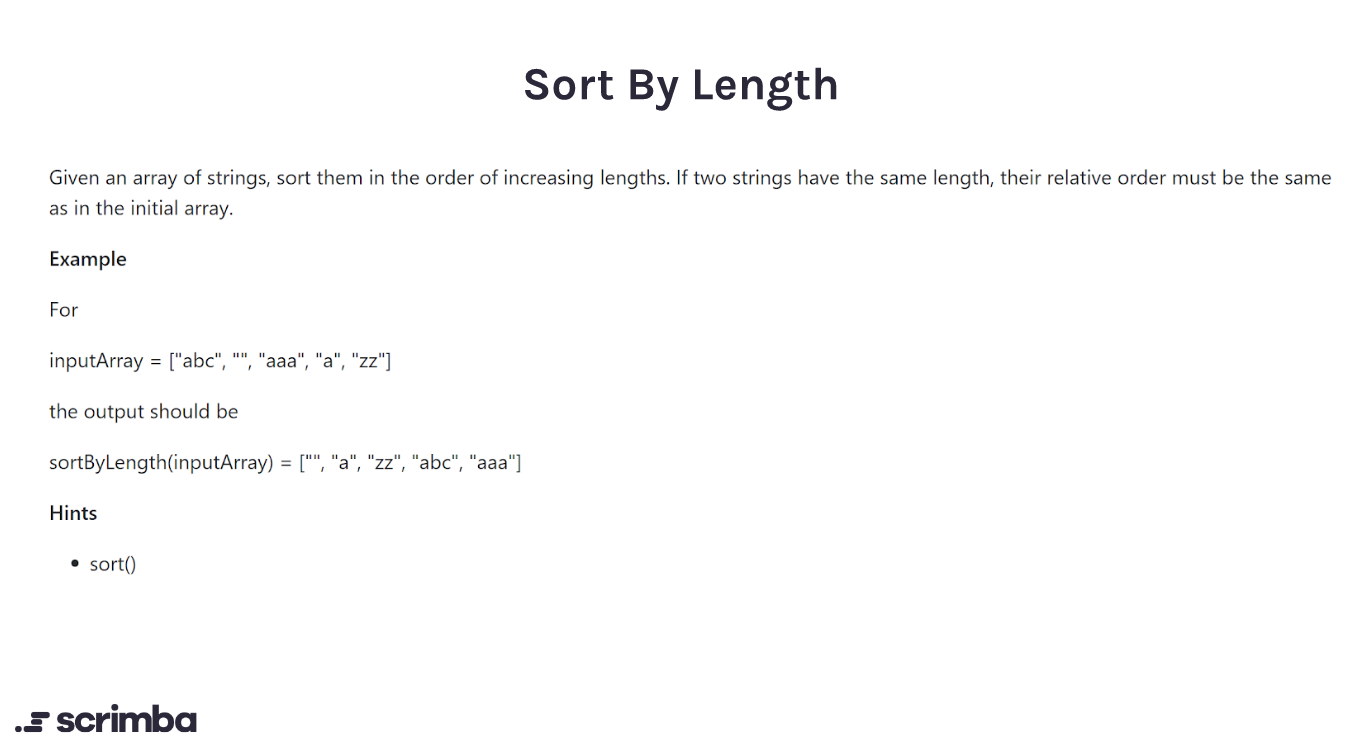 Sort By Length
Given an array of strings, sort them in the order of increasing lengths. If two strings have the same length, their relative order must be the same
as in the initial array.
Example
For
inputArray = ["abc", "", "aaa", "a", "zz"]
the output should be
sortByLength(inputArray) = ["", "a", "zz", "abc", "aaa"]
Hints
• sort()
scrimba